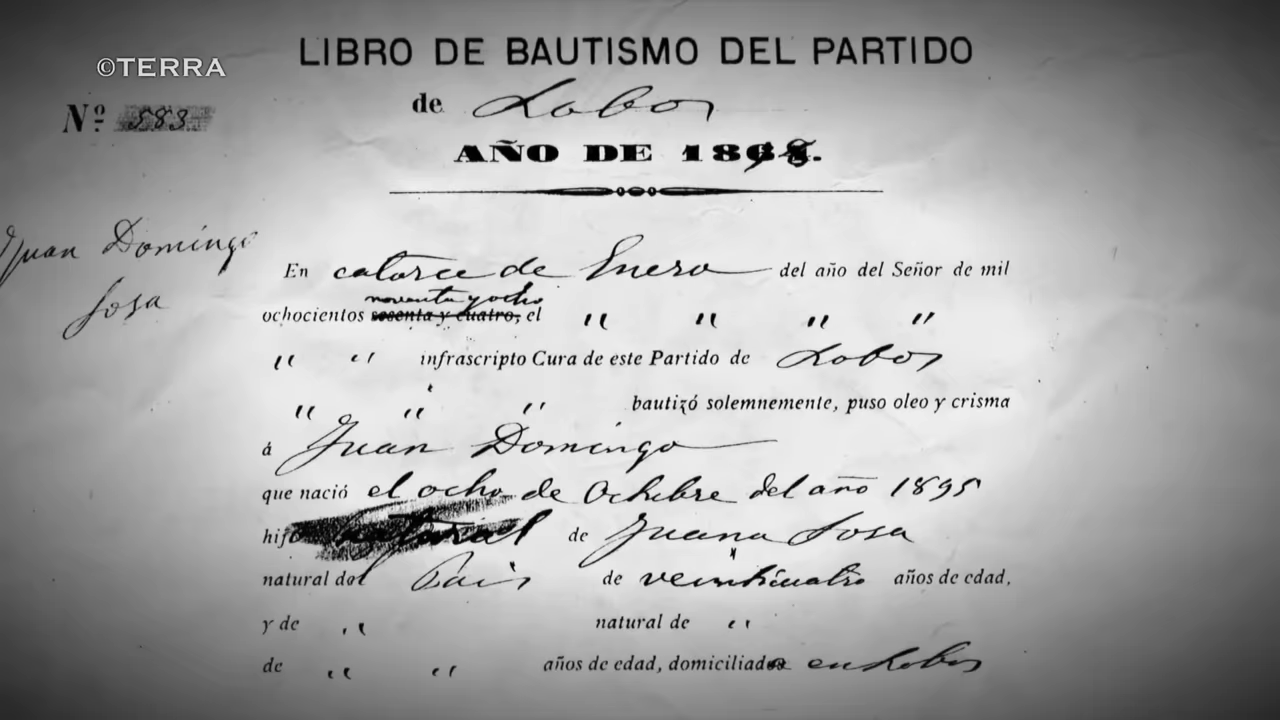 ©TERRA
LIBRO DE BAUTISMO DEL PARTIDO
de Lobos
Nº 583
AÑO DE 1898.
Juan Domingo
Sosa
En catorce de Enero del año del Señor de mil
noventa y ocho
ochocientos sesenta y cuatro, el " " " "
" " infrascripto Cura de este Partido de Lobos
" " " bautizó solemnemente, puso oleo y crisma
á Juan Domingo
que nació el ocho de Octubre del año 1895
hijo natural de Juana Sosa
natural del Pais de veinticuatro años de edad,
y de " natural de "
de " " años de edad, domiciliado en Lobos